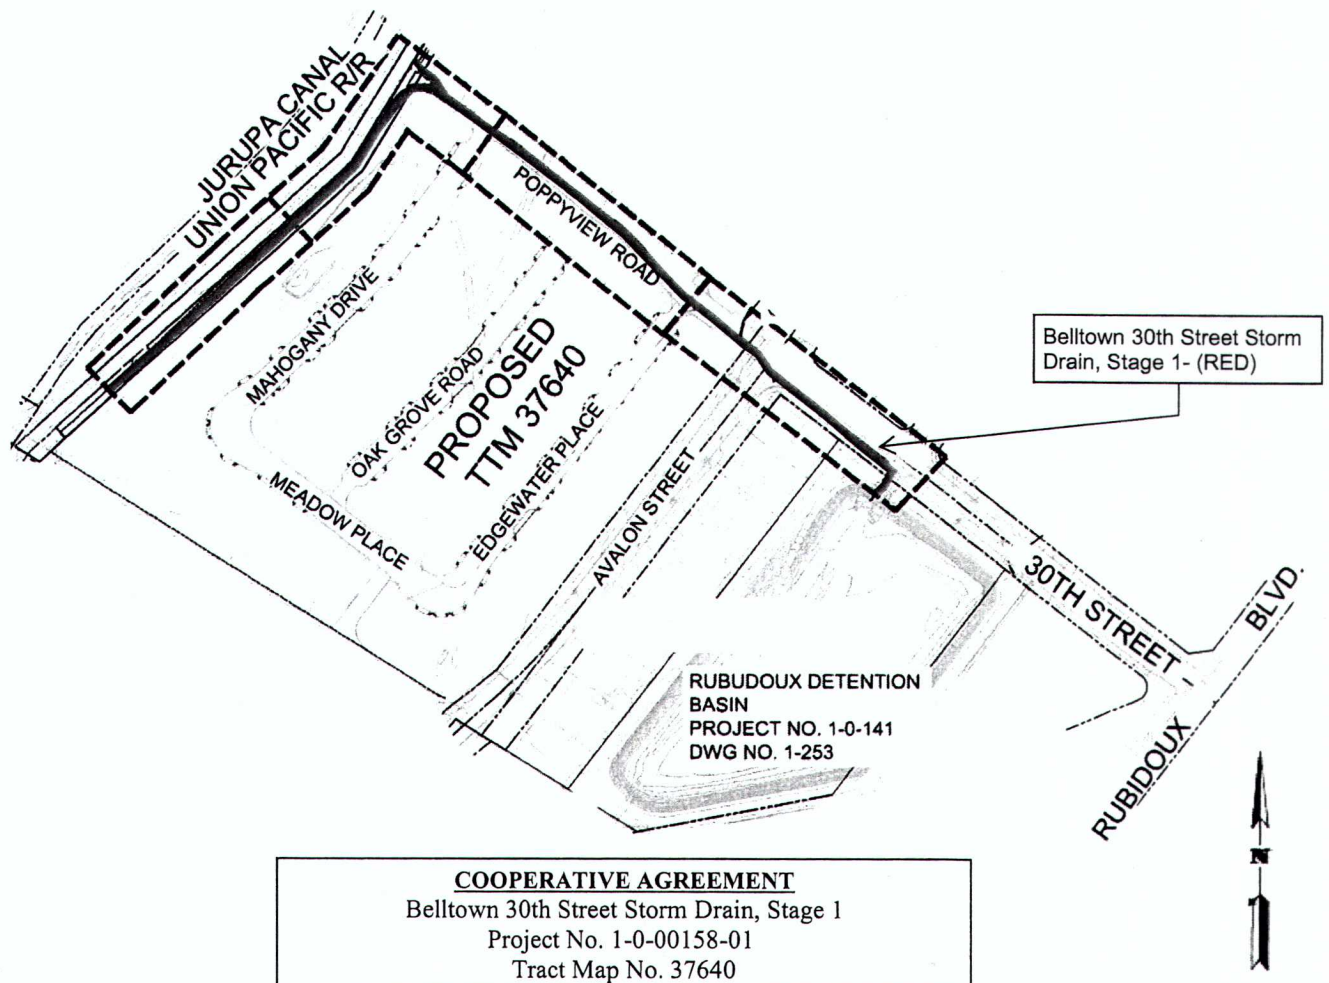 JURUPA CANAL
UNION PACIFIC R/R
POPPYVIEW ROAD
MAHOGANY DRIVE
OAK GROVE ROAD
PROPOSED
TTM 37640
EDGEWATER PLACE
MEADOW PLACE
AVALON STREET
Belltown 30th Street Storm
Drain, Stage 1- (RED)
30TH STREET
RUBIDOUX BLVD.
RUBUDOUX DETENTION
BASIN
PROJECT NO. 1-0-141
DWG NO. 1-253
N
COOPERATIVE AGREEMENT
Belltown 30th Street Storm Drain, Stage 1
Project No. 1-0-00158-01
Tract Map No. 37640